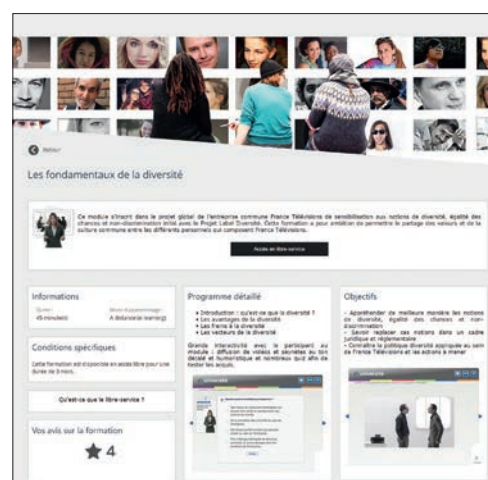 Retour
Les fondamentaux de la diversité
Ce module s'inscrit dans le projet global de l'entreprise commune France Télévisions de sensibilisation aux notions de diversité, égalité des
chances et non-discrimination initié avec le Projet Label Diversité. Cette formation a pour ambition de permettre le partage des valeurs et de la
culture commune entre les différents personnels qui composent France Télévisions.
Accès en libre-service
Informations
Durée :
45 minute(s)
Mode d'apprentissage :
A distance (e-learning)
Conditions spécifiques
Cette formation est disponible en accès libre pour une
durée de 3 mois.
Qu'est-ce que le libre-service ?
Vos avis sur la formation
4
Programme détaillé
Introduction : qu'est-ce que la diversité ?
Les avantages de la diversité
Les freins à la diversité
Les vecteurs de la diversité
Grande interactivité avec le participant au
module : diffusion de vidéos et saynètes au ton
décalé et humoristique et nombreux quiz afin de
tester les acquis.
Objectifs
- Appréhender de meilleure manière les notions
de diversité, égalité des chances et non-
discrimination
- Savoir replacer ces notions dans un cadre
juridique et réglementaire
- Connaître la politique diversité appliquée au sein
de France Télévisions et les actions à mener